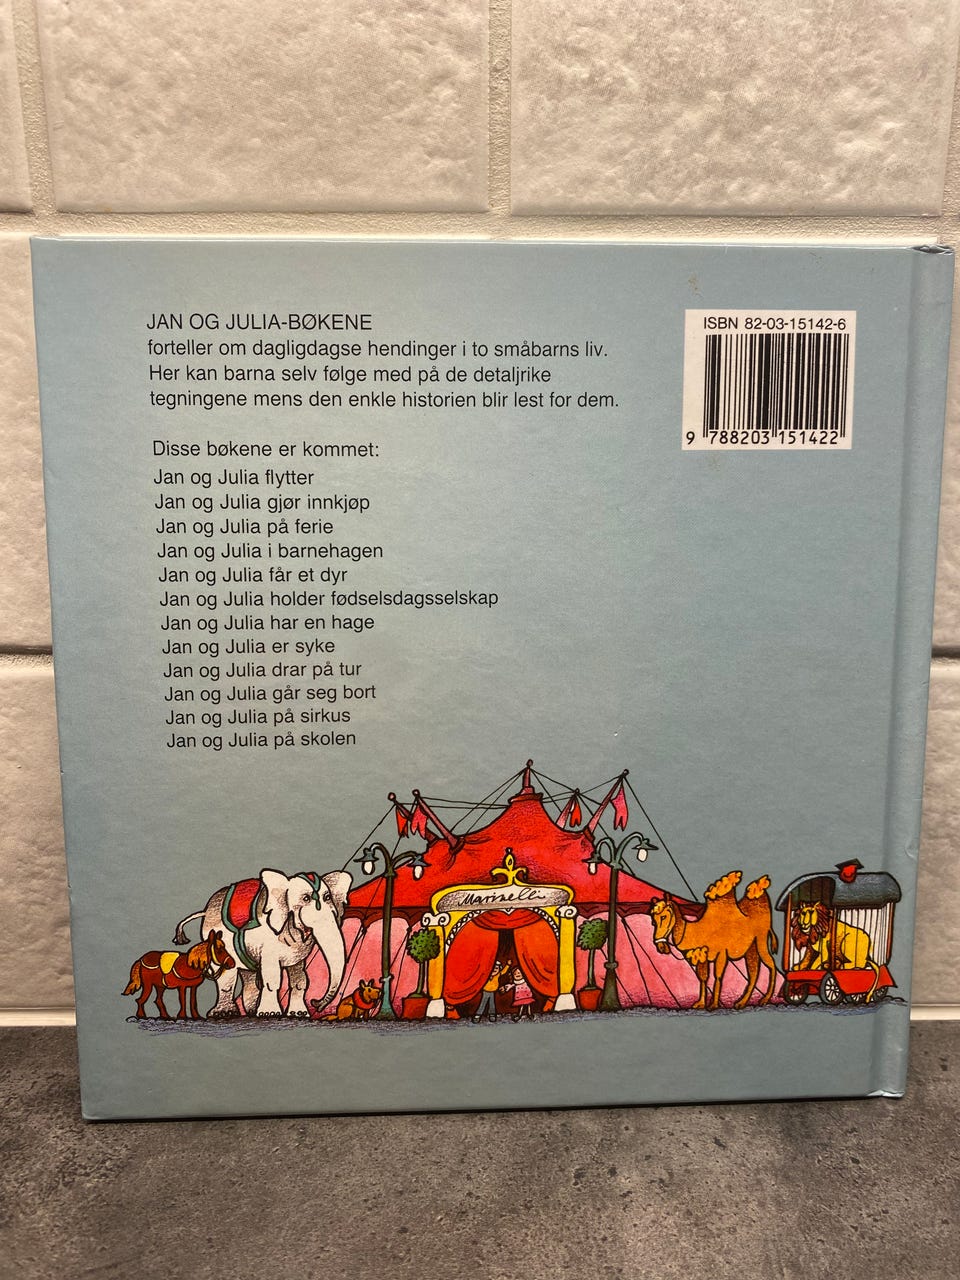 JAN OG JULIA-BØKENE
forteller om dagligdagse hendinger i to småbarns liv.
Her kan barna selv følge med på de detaljrike
tegningene mens den enkle historien blir lest for dem.
Disse bøkene er kommet:
Jan og Julia flytter
Jan og Julia gjør innkjøp
Jan og Julia på ferie
Jan og Julia i barnehagen
Jan og Julia får et dyr
Jan og Julia holder fødselsdagsselskap
Jan og Julia har en hage
Jan og Julia er syke
Jan og Julia drar på tur
Jan og Julia går seg bort
Jan og Julia på sirkus
Jan og Julia på skolen
ISBN 82-03-15142-6
9 788203 151422
Marinelli